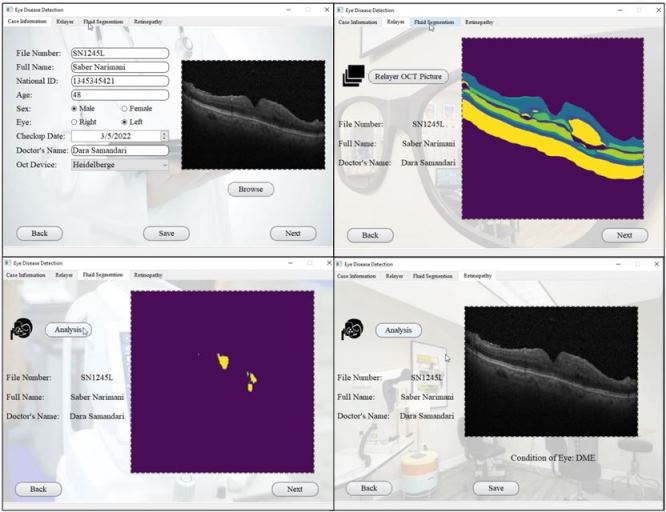 Eye Disease Detection
Case Information Relayer Fluid Segmention Retinopathy
File Number: SN1245L
Full Name: Saber Narimani
National ID: 1345345421
Age: 48
Sex: Male Female
Eye: Right Left
Checkup Date: 3/5/2022
Doctor's Name: Dara Samandari
Oct Device: Heidelberge
Browse
Back Save Next
Eye Disease Detection
Case Information Relayer Fluid Segmention Retinopathy
Relayer OCT Picture
File Number: SN1245L
Full Name: Saber Narimani
Doctor's Name: Dara Samandari
Back Next
Eye Disease Detection
Case Information Relayer Fluid Segmention Retinopathy
Analysis
File Number: SN1245L
Full Name: Saber Narimani
Doctor's Name: Dara Samandari
Back Next
Eye Disease Detection
Case Information Relayer Fluid Segmention Retinopathy
Analysis
File Number: SN1245L
Full Name: Saber Narimani
Doctor's Name: Dara Samandari
Condition of Eye: DME
Back Save